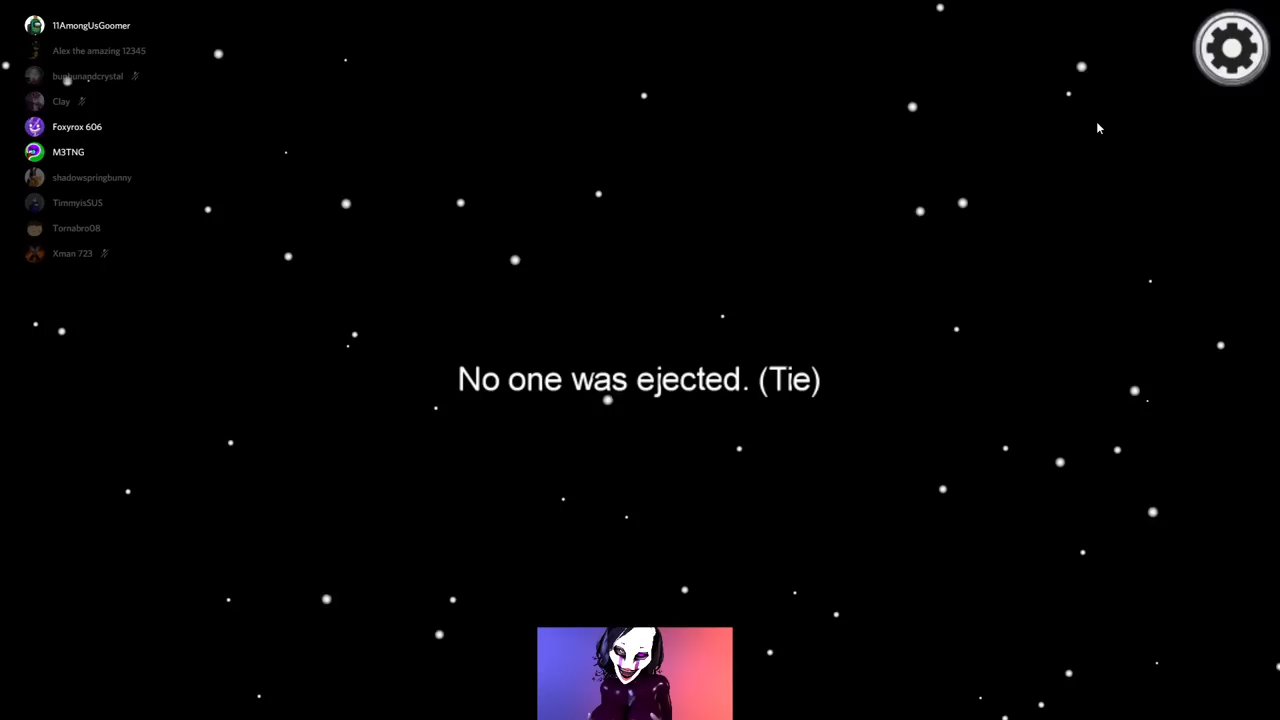 11AmongUsGoomer
Alex the amazing 12345
bunbunandcrystal
Clay
Foxyrox 606
M3TNG
shadowspringbunny
TimmyisSUS
Tornabro08
Xman 723
No one was ejected. (Tie)